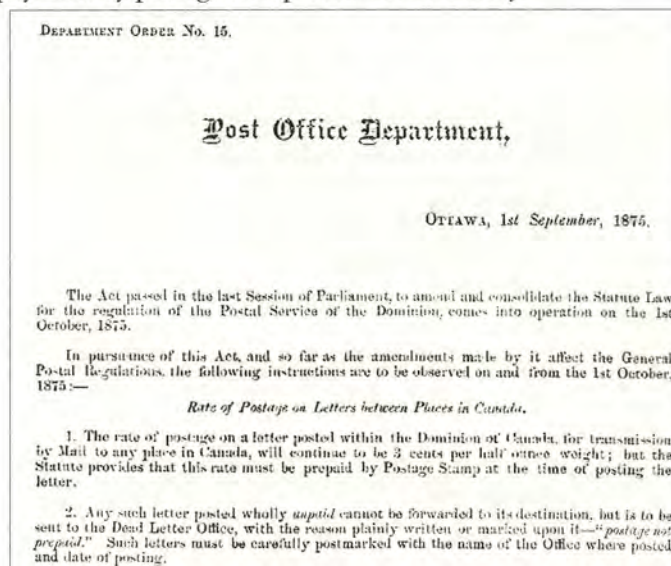 DEPARTMENT ORDER No. 15.
Post Office Department,
OTTAWA, 1st September, 1875.
The Act passed in the last Session of Parliament, to amend and consolidate the Statute Law
for the regulation of the Postal Service of the Dominion, comes into operation on the 1st
October, 1875.
In pursuance of this Act, and so far as the amendments made by it affect the General
Postal Regulations, the following instructions are to be observed on and from the 1st October,
1875:—
Rate of Postage on Letters between Places in Canada.
1. The rate of postage on a letter posted within the Dominion of Canada, for transmission
by Mail to any place in Canada, will continue to be 3 cents per half ounce weight; but the
Statute provides that this rate must be prepaid by Postage Stamp at the time of posting the
letter.
2. Any such letter posted wholly unpaid cannot be forwarded to its destination, but is to be
sent to the Dead Letter Office, with the reason plainly written or marked upon it—"postage not
prepaid." Such letters must be carefully postmarked with the name of the Office where posted
and date of posting.